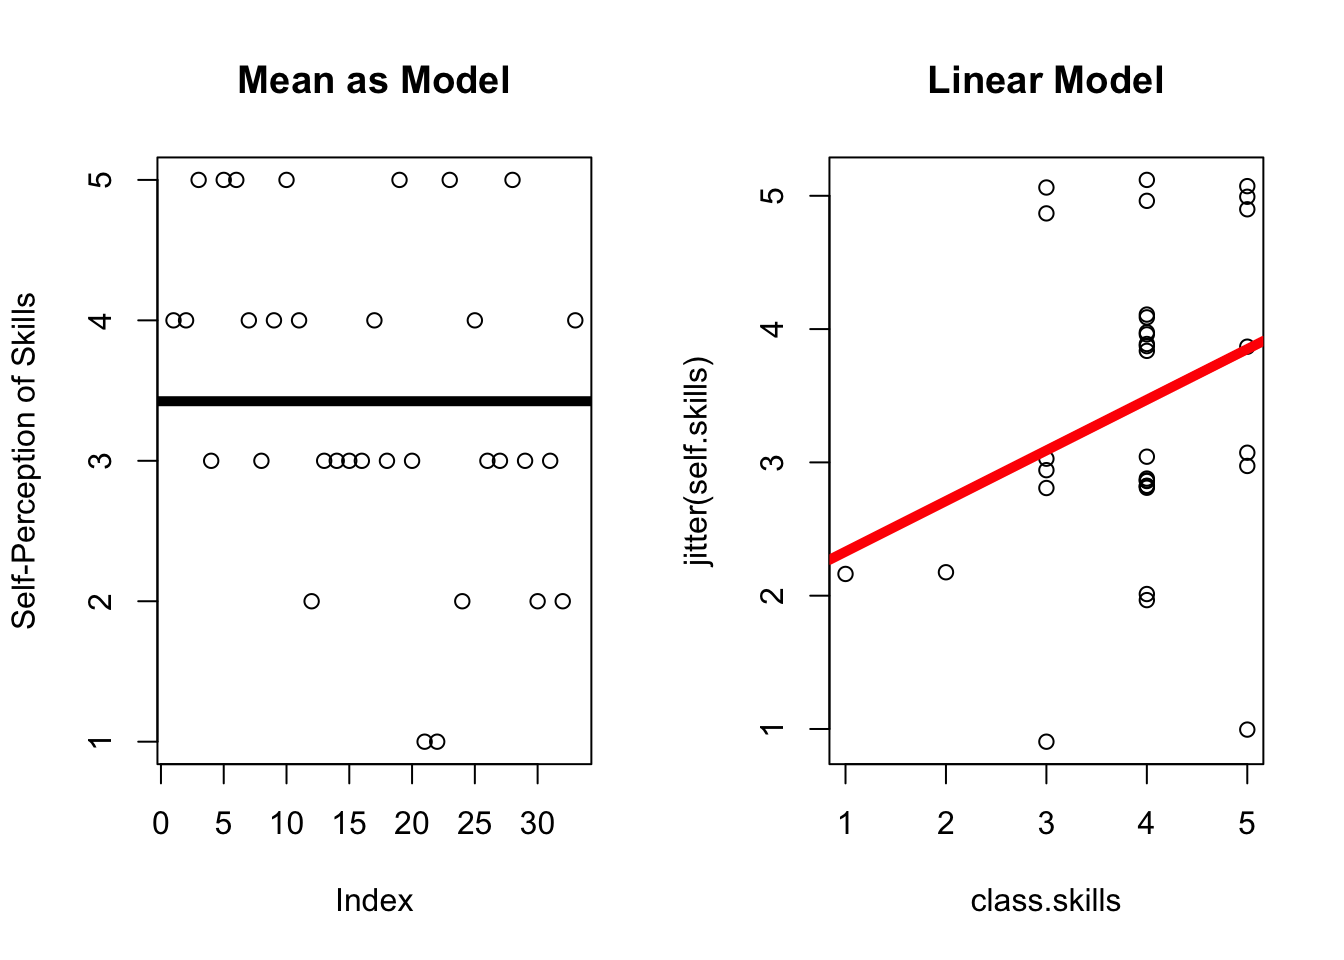 Mean as Model
Self-Perception of Skills
5
4
3
2
1
0 5 10 15 20 25 30
Index
Linear Model
jitter(self.skills)
5
4
3
2
1
1 2 3 4 5
class.skills